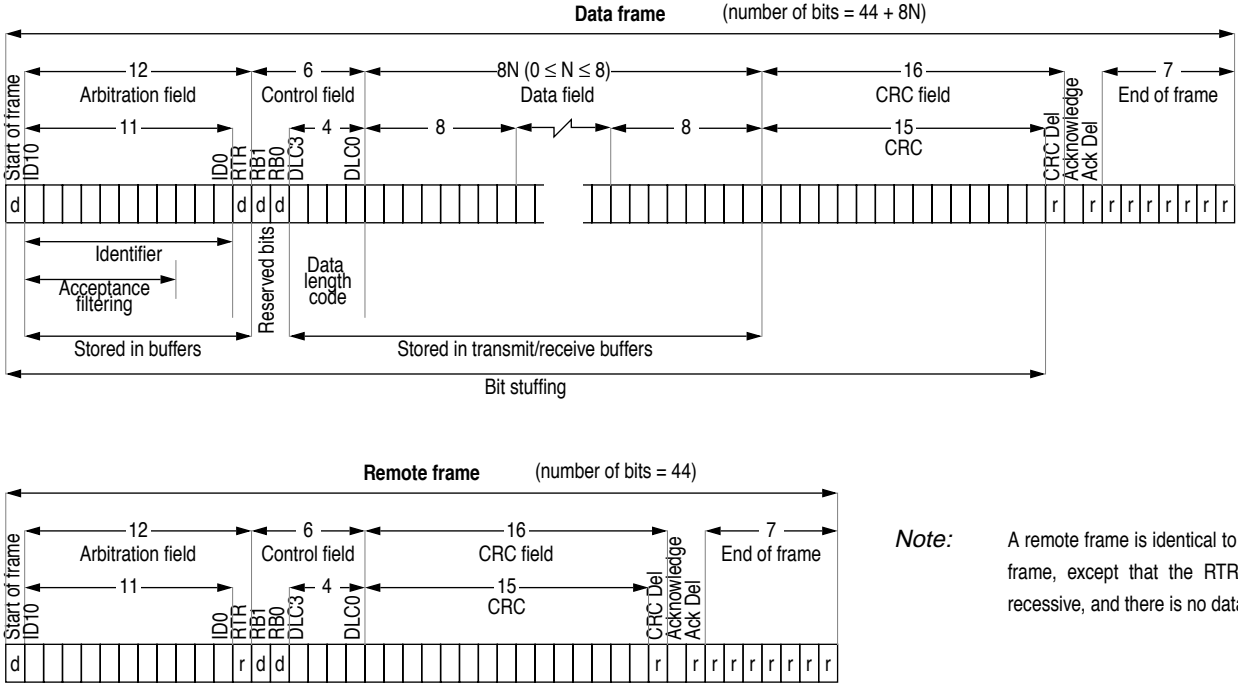 Data frame (number of bits = 44 + 8N)
12 6 8N (0 ≤ N ≤ 8) 16 7
Arbitration field Control field Data field CRC field End of frame
11 4 8 8 15
CRC
Start of frame
ID10
ID0
RTR
RB1
RB0
DLC3
DLC0
CRC Del
Acknowledge
Ack Del
d d d d r r r r r r r r r
Identifier
Acceptance
filtering
Reserved bits
Data
length
code
Stored in buffers Stored in transmit/receive buffers
Bit stuffing
Remote frame (number of bits = 44)
12 6 16 7
Arbitration field Control field CRC field End of frame
11 4 15
CRC
Start of frame
ID10
ID0
RTR
RB1
RB0
DLC3
DLC0
CRC Del
Acknowledge
Ack Del
d r d d r r r r r r r r r
Note: A remote frame is identical to
frame, except that the RTR
recessive, and there is no data